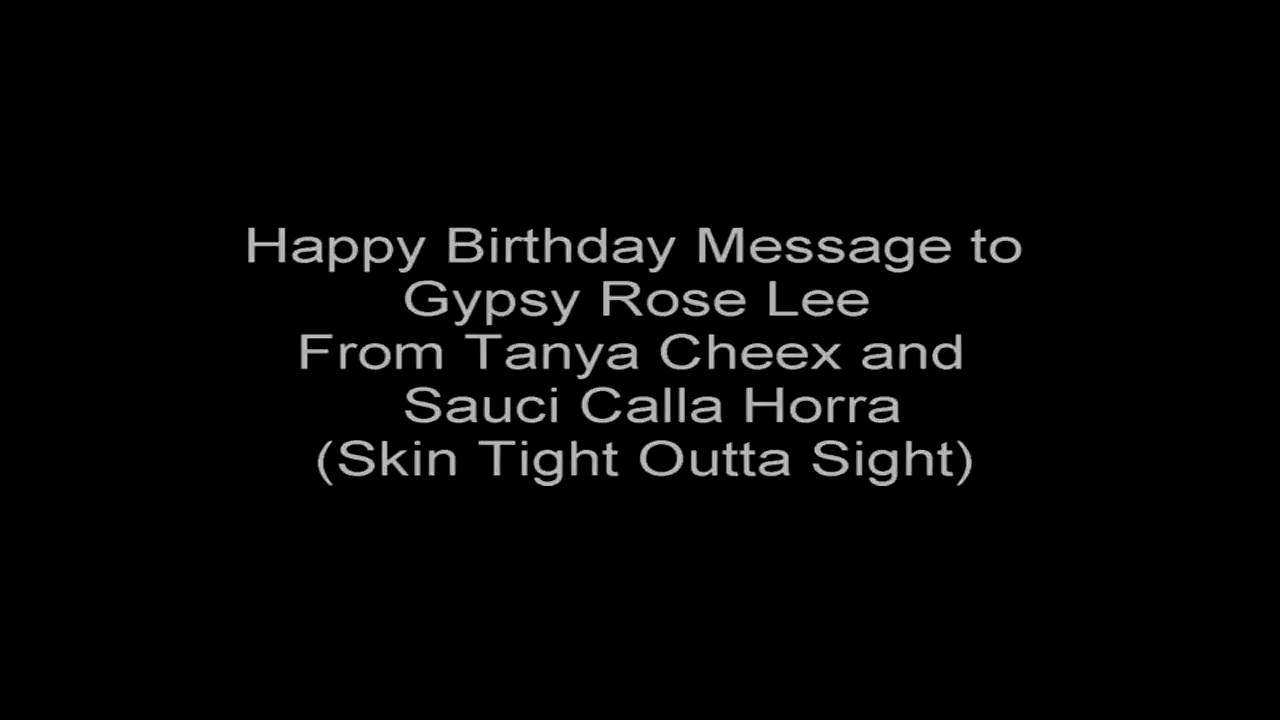 Happy Birthday Message to
Gypsy Rose Lee
From Tanya Cheex and
Sauci Calla Horra
(Skin Tight Outta Sight)